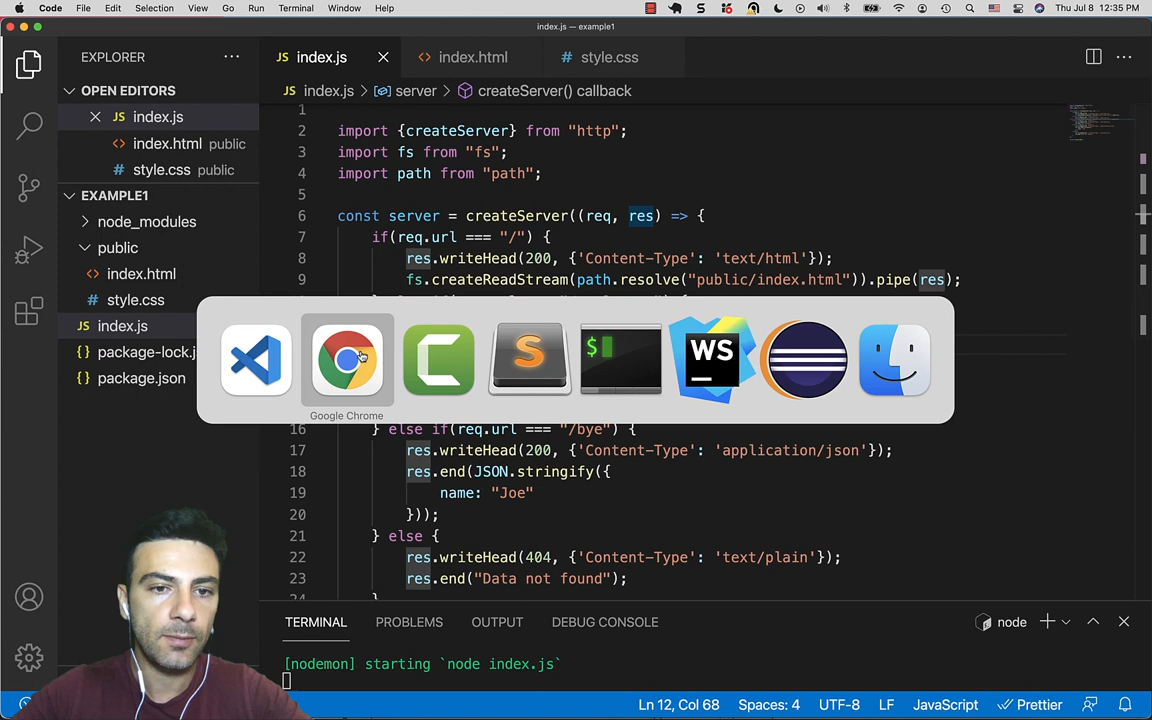 Code File Edit Selection View Go Run Terminal Window Help Thu Jul 8 12:35 PM
index.js — example1
EXPLORER
JS index.js
<> index.html
# style.css
OPEN EDITORS
JS index.js > server > createServer() callback
JS index.js
<> index.html public
# style.css public
EXAMPLE1
node_modules
public
<> index.html
# style.css
JS index.js
{} package-lock.j
{} package.json
1
2 import {createServer} from "http";
3 import fs from "fs";
4 import path from "path";
5
6 const server = createServer((req, res) => {
7 if(req.url === "/") {
8 res.writeHead(200, {'Content-Type': 'text/html'});
9 fs.createReadStream(path.resolve("public/index.html")).pipe(res);
$
WS
Google Chrome
16 } else if(req.url === "/bye") {
17 res.writeHead(200, {'Content-Type': 'application/json'});
18 res.end(JSON.stringify({
19 name: "Joe"
20 }));
21 } else {
22 res.writeHead(404, {'Content-Type': 'text/plain'});
23 res.end("Data not found");
24 }
TERMINAL PROBLEMS OUTPUT DEBUG CONSOLE node
[nodemon] starting `node index.js`
Ln 12, Col 68 Spaces: 4 UTF-8 LF JavaScript Prettier